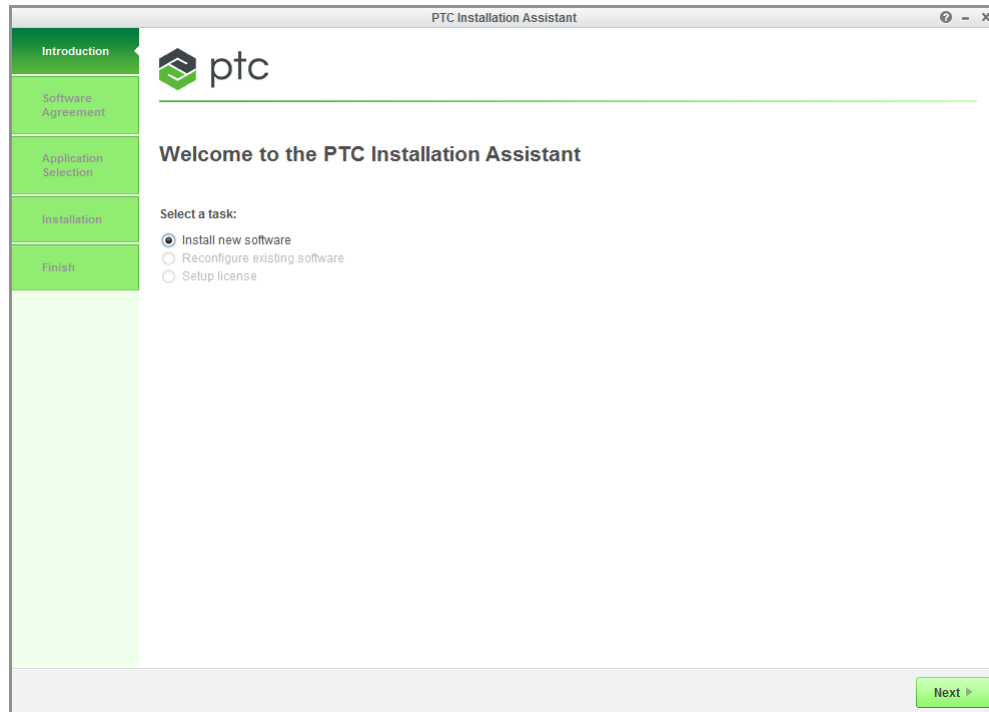 PTC Installation Assistant
Introduction
Software
Agreement
Application
Selection
Installation
Finish
ptc
Welcome to the PTC Installation Assistant
Select a task:
Install new software
Reconfigure existing software
Setup license
Next